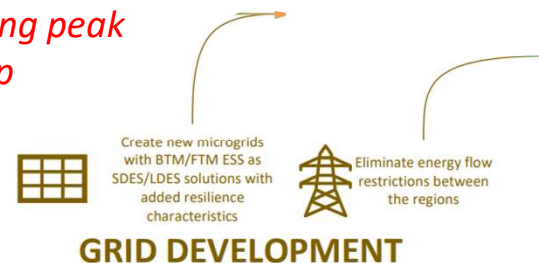 ng peak
p
Create new microgrids
with BTM/FTM ESS as
SDES/LDES solutions with
added resilience
characteristics
Eliminate energy flow
restrictions between
the regions
GRID DEVELOPMENT